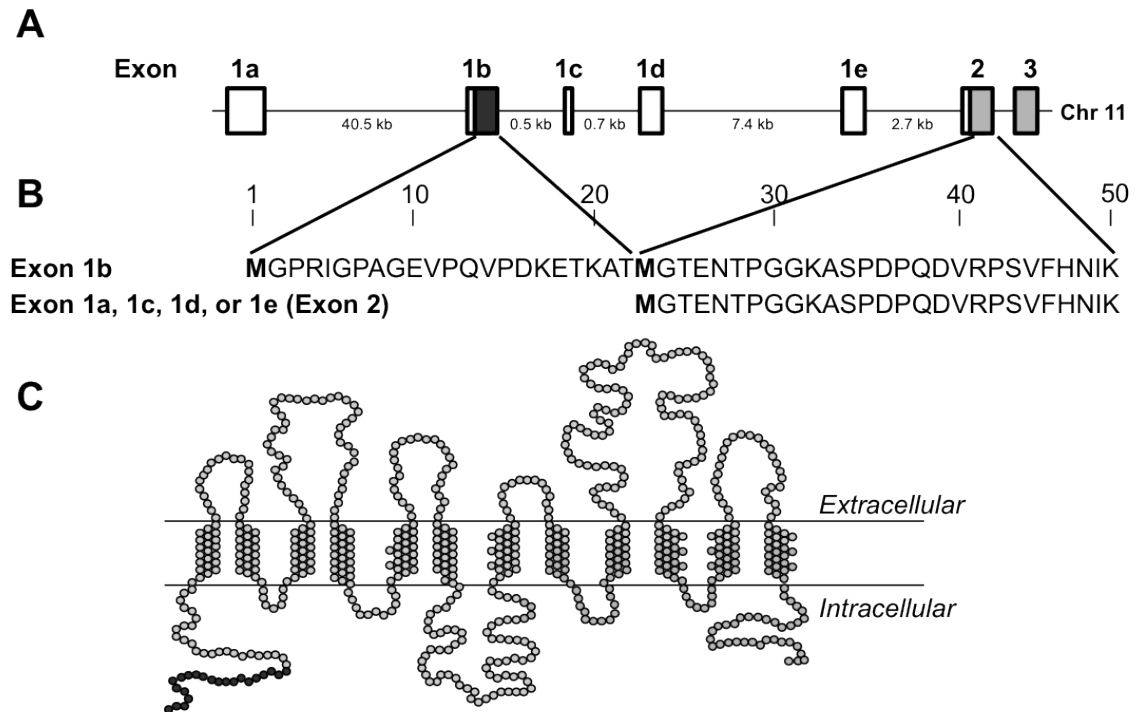 A
Exon 1a 1b 1c 1d 1e 2 3
40.5 kb 0.5 kb 0.7 kb 7.4 kb 2.7 kb Chr 11
B
1 10 20 30 40 50
Exon 1b MGPRIGPAGEVPQVPDKETKATMGTENTPGGKASPDPQDVRPSVFHNIK
Exon 1a, 1c, 1d, or 1e (Exon 2) MGTENTPGGKASPDPQDVRPSVFHNIK
C
Extracellular
Intracellular